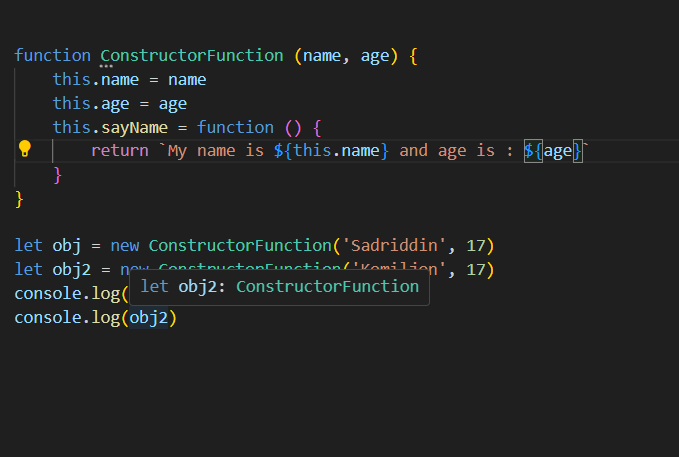 function ConstructorFunction (name, age) {
    this.name = name
    this.age = age
    this.sayName = function () {
        return `My name is ${this.name} and age is : ${age}`
    }
}
let obj = new ConstructorFunction('Sadriddin', 17)
let obj2 = new ConstructorFunction('Komiljon', 17)
console.log(
let obj2: ConstructorFunction
console.log(obj2)